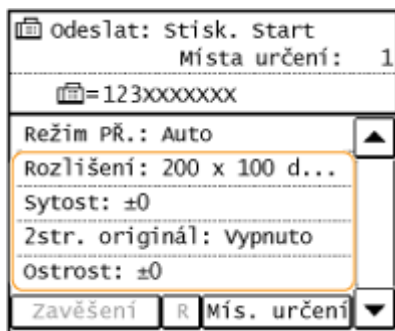 Odeslat: Stisk. Start
Místa určení: 1
=123xxxxxxx
Režim PŘ.: Auto
Rozlišení: 200 x 100 d...
Sytost: ±0
2str. originál: Vypnuto
Ostrost: ±0
Zavěšení R Mís. určení